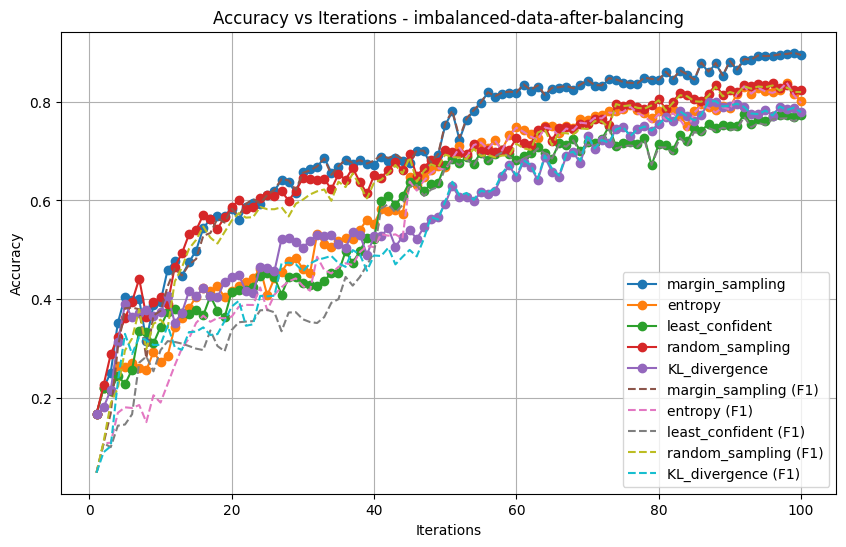 Accuracy vs Iterations - imbalanced-data-after-balancing
Accuracy
0.8
0.6
0.4
0.2
0
20
40
60
80
100
Iterations
margin_sampling
entropy
least_confident
random_sampling
KL_divergence
margin_sampling (F1)
entropy (F1)
least_confident (F1)
random_sampling (F1)
KL_divergence (F1)